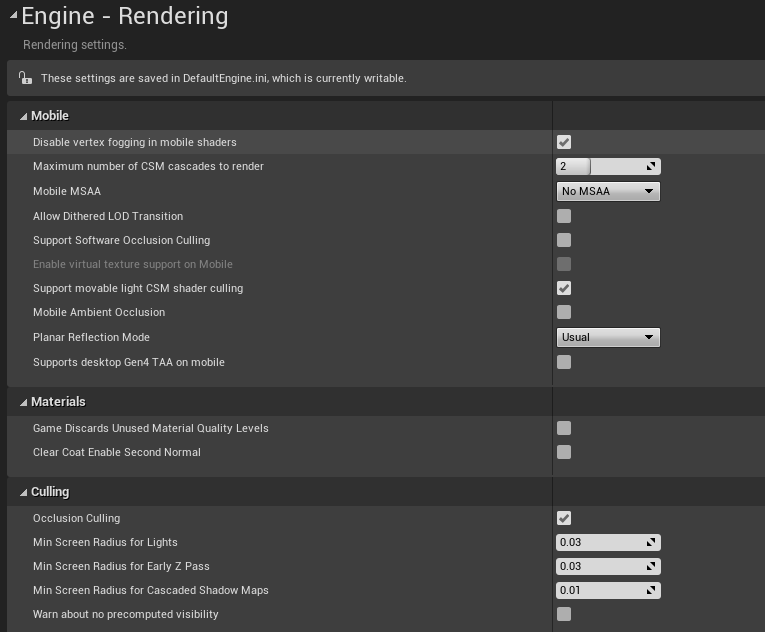 Engine - Rendering
Rendering settings.
These settings are saved in DefaultEngine.ini, which is currently writable.
Mobile
Disable vertex fogging in mobile shaders
Maximum number of CSM cascades to render 2
Mobile MSAA No MSAA
Allow Dithered LOD Transition
Support Software Occlusion Culling
Enable virtual texture support on Mobile
Support movable light CSM shader culling
Mobile Ambient Occlusion
Planar Reflection Mode Usual
Supports desktop Gen4 TAA on mobile
Materials
Game Discards Unused Material Quality Levels
Clear Coat Enable Second Normal
Culling
Occlusion Culling
Min Screen Radius for Lights 0.03
Min Screen Radius for Early Z Pass 0.03
Min Screen Radius for Cascaded Shadow Maps 0.01
Warn about no precomputed visibility